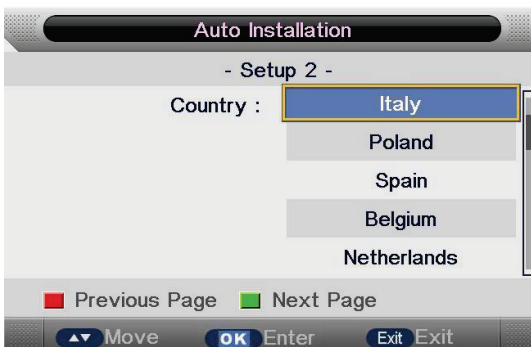 Auto Installation
- Setup 2 -
Country : Italy
Poland
Spain
Belgium
Netherlands
Previous Page Next Page
▲▼ Move OK Enter Exit Exit